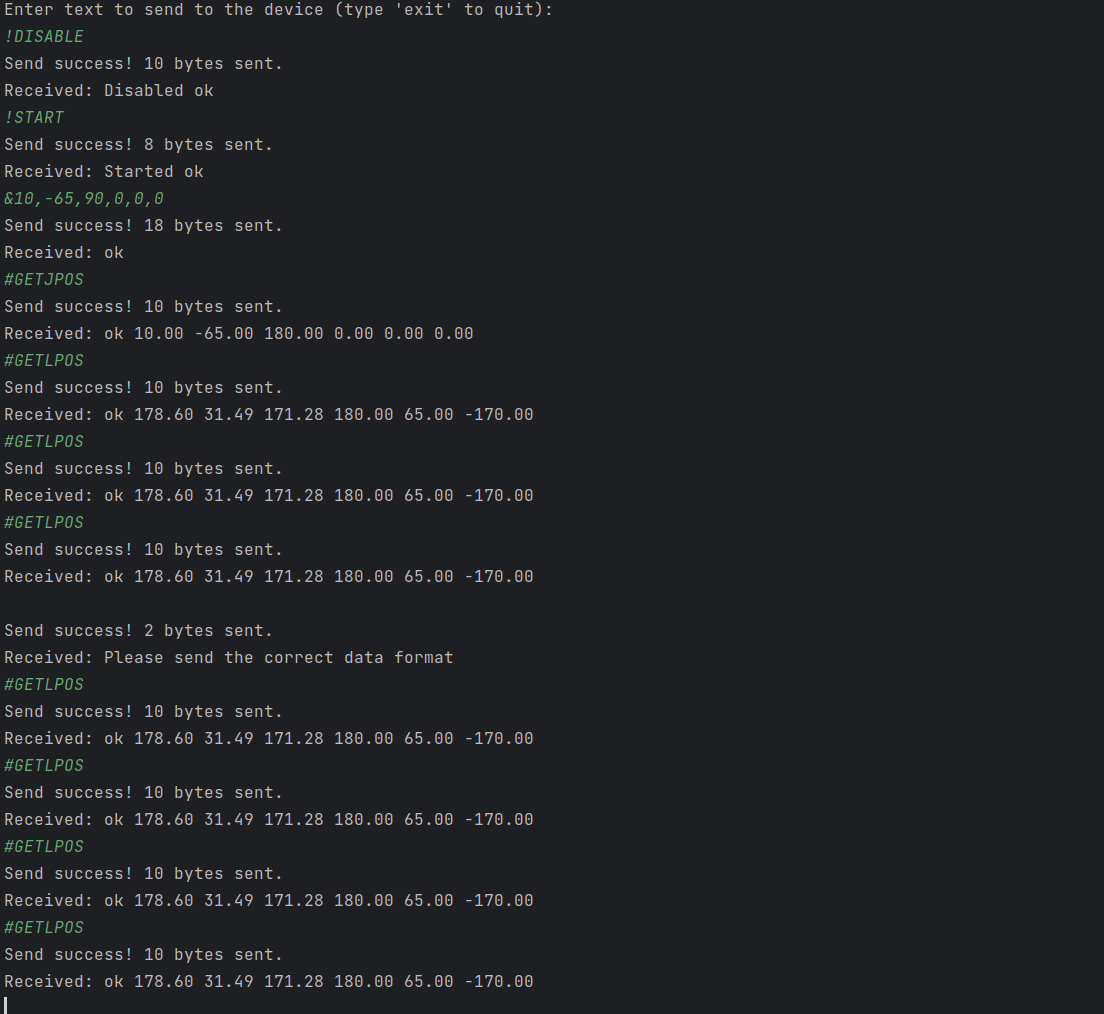 Enter text to send to the device (type 'exit' to quit):
!DISABLE
Send success! 10 bytes sent.
Received: Disabled ok
!START
Send success! 8 bytes sent.
Received: Started ok
&10,-65,90,0,0,0
Send success! 18 bytes sent.
Received: ok
#GETJPOS
Send success! 10 bytes sent.
Received: ok 10.00 -65.00 180.00 0.00 0.00 0.00
#GETLPOS
Send success! 10 bytes sent.
Received: ok 178.60 31.49 171.28 180.00 65.00 -170.00
#GETLPOS
Send success! 10 bytes sent.
Received: ok 178.60 31.49 171.28 180.00 65.00 -170.00
#GETLPOS
Send success! 10 bytes sent.
Received: ok 178.60 31.49 171.28 180.00 65.00 -170.00
Send success! 2 bytes sent.
Received: Please send the correct data format
#GETLPOS
Send success! 10 bytes sent.
Received: ok 178.60 31.49 171.28 180.00 65.00 -170.00
#GETLPOS
Send success! 10 bytes sent.
Received: ok 178.60 31.49 171.28 180.00 65.00 -170.00
#GETLPOS
Send success! 10 bytes sent.
Received: ok 178.60 31.49 171.28 180.00 65.00 -170.00
#GETLPOS
Send success! 10 bytes sent.
Received: ok 178.60 31.49 171.28 180.00 65.00 -170.00